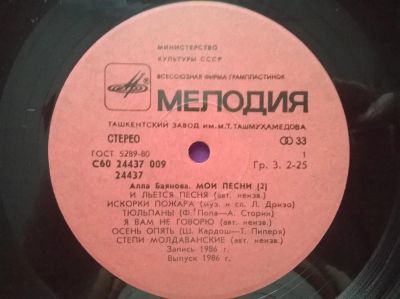 МИНИСТЕРСТВО
КУЛЬТУРЫ СССР
ВСЕСОЮЗНАЯ ФИРМА ГРАМПЛАСТИНОК
МЕЛОДИЯ
ТАШКЕНТСКИЙ ЗАВОД ИМ. М.Т. ТАШМУХАМЕДОВА
СТЕРЕО 33
ГОСТ 5289-80 1
С60 24437 009 Гр. 3. 2-25
24437
Алла Баянова. МОИ ПЕСНИ [2]
И ЛЬЕТСЯ ПЕСНЯ (авт. неизв.)
ИСКОРКИ ПОЖАРА (муз. и сл. Л. Дризо)
ТЮЛЬПАНЫ (Ф. Попа—А. Сторин)
Я ВАМ НЕ ГОВОРЮ (авт. неизв.)
ОСЕНЬ ОПЯТЬ (Ш. Кардош—Т. Пиперя)
СТЕПИ МОЛДАВАНСКИЕ (авт. неизв.)
Запись 1986 г.
Выпуск 1986 г.